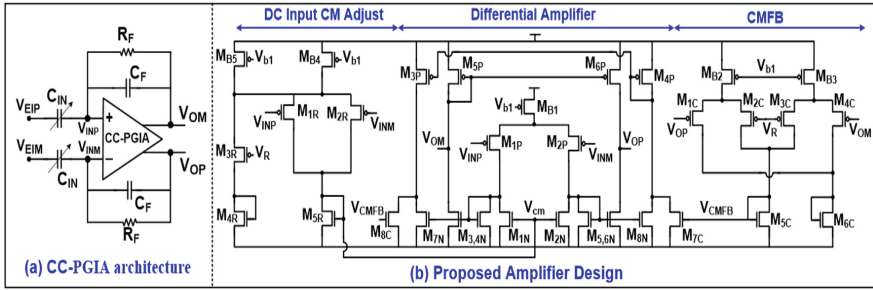 DC Input CM Adjust
Differential Amplifier
CMFB
RF
CF
CIN
VEIP
VINP
+
CC-PGIA
VOM
VEIM
VINM
−
VOP
CIN
CF
RF
(a) CC-PGIA architecture
MB5
Vb1
MB4
Vb1
M3P
M5P
M6P
M4P
MB2
Vb1
MB3
M1R
M2R
VINP
VINM
Vb1
MB1
M1C
M2C
M3C
M4C
VOP
VR
VOM
M3R
VR
VOM
VINP
M1P
M2P
VINM
VOP
M4R
M5R
VCMFB
M8C
M7N
M3,4N
M1N
Vcm
M2N
M5,6N
M8N
M7C
VCMFB
M5C
M6C
(b) Proposed Amplifier Design